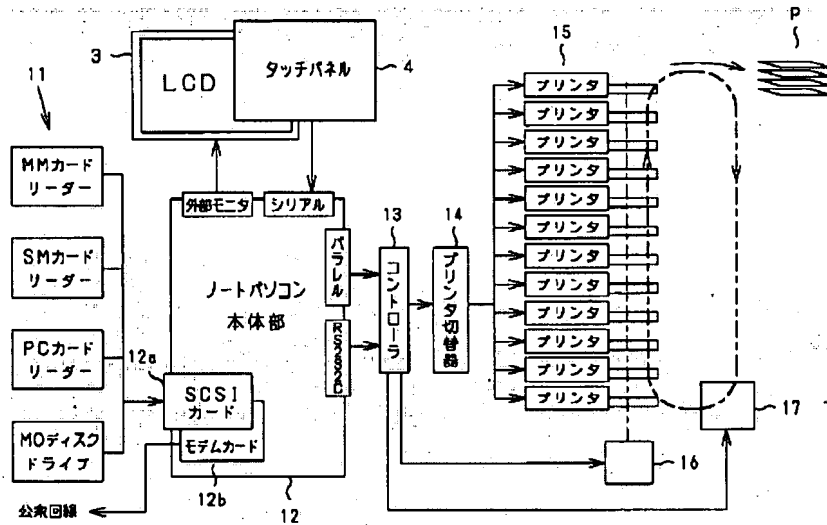 3
LCD
タッチパネル
4
11
MMカード
リーダー
SMカード
リーダー
PCカード
リーダー
MOディスク
ドライブ
公衆回線
外部モニタ
シリアル
パラレル
RS232C
ノートパソコン
本体部
12a
SCSI
カード
モデムカード
12b
12
13
コントローラ
14
プリンタ切替器
15
プリンタ
プリンタ
プリンタ
プリンタ
プリンタ
プリンタ
プリンタ
プリンタ
プリンタ
プリンタ
プリンタ
プリンタ
P
16
17